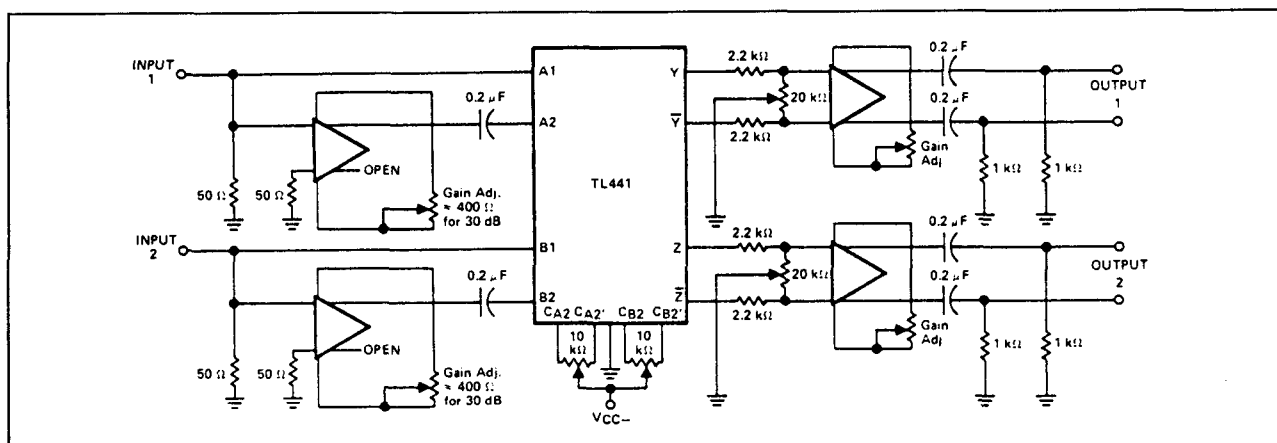 INPUT
1
A1
0.2 μF
A2
OPEN
50 Ω
50 Ω
Gain Adj.
≈ 400 Ω
for 30 dB
INPUT
2
B1
0.2 μF
B2
OPEN
50 Ω
50 Ω
Gain Adj.
≈ 400 Ω
for 30 dB
TL441
Y
Y̅
Z
Z̅
CA2 CA2' CB2 CB2'
10
kΩ
10
kΩ
VCC–
2.2 kΩ
20 kΩ
2.2 kΩ
0.2 μF
0.2 μF
Gain
Adj.
1 kΩ
1 kΩ
OUTPUT
1
2.2 kΩ
20 kΩ
2.2 kΩ
0.2 μF
0.2 μF
Gain
Adj
1 kΩ
1 kΩ
OUTPUT
2